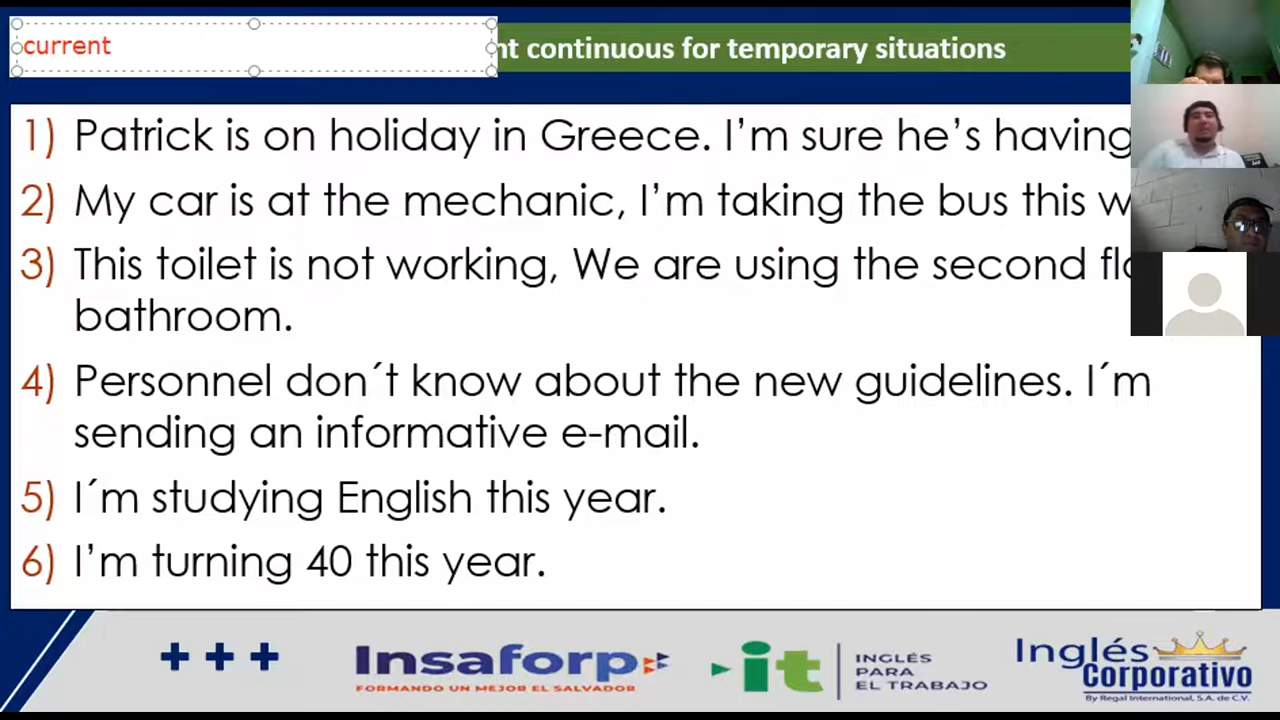 current
continuous for temporary situations
1) Patrick is on holiday in Greece. I'm sure he's having
2) My car is at the mechanic, I'm taking the bus this
3) This toilet is not working, We are using the second
bathroom.
4) Personnel don´t know about the new guidelines. I´m
sending an informative e-mail.
5) I´m studying English this year.
6) I'm turning 40 this year.
+++
Insaforp
FORMANDO UN MEJOR EL SALVADOR
it
INGLÉS
PARA
EL TRABAJO
Inglés
Corporativo
By Regal International, S.A. de C.V.